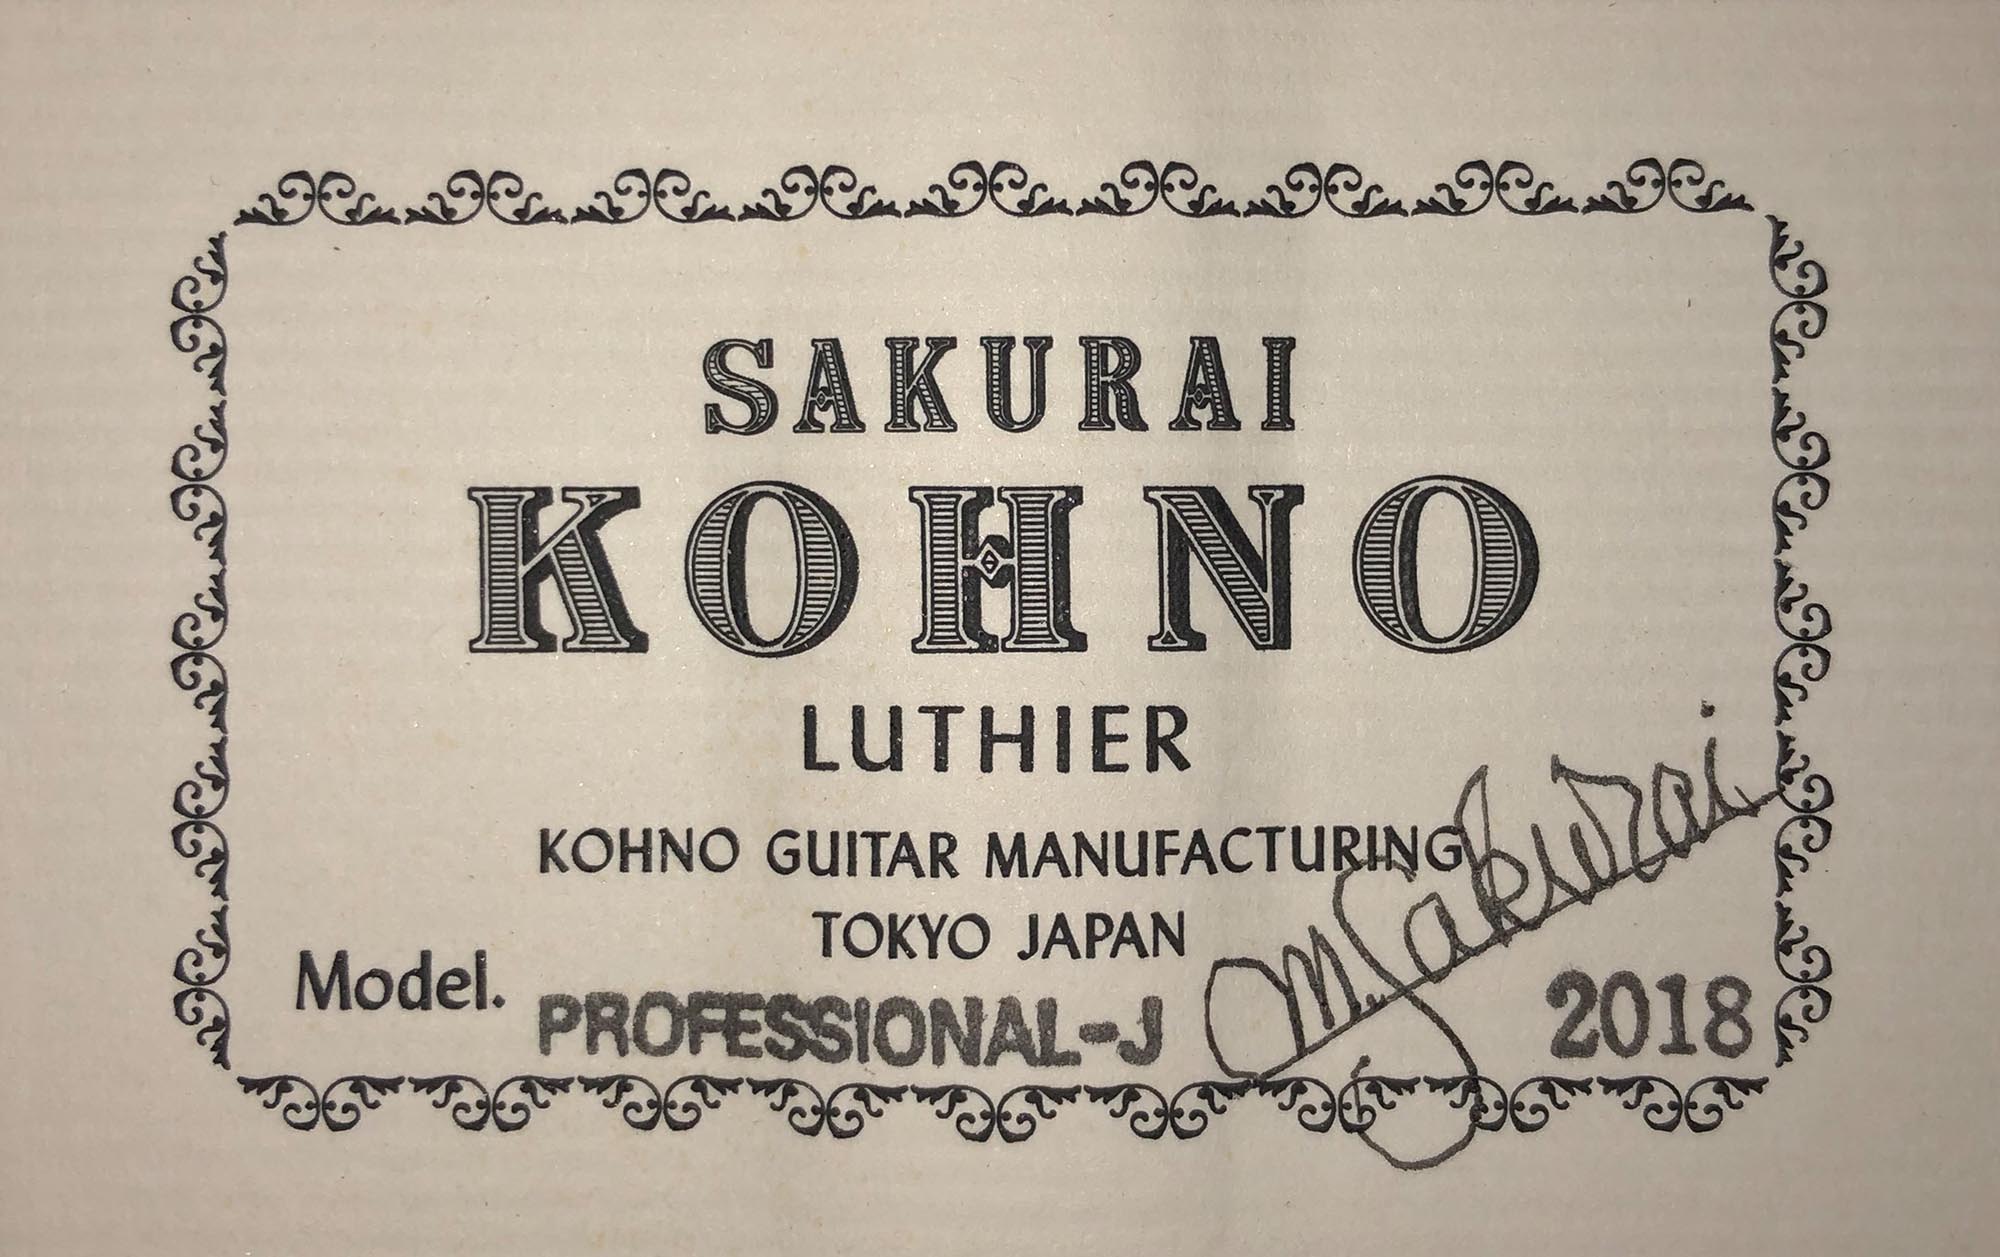 SAKURAI
KOHNO
LUTHIER
KOHNO GUITAR MANUFACTURING
TOKYO JAPAN
M. Sakurai
Model. PROFESSIONAL-J 2018